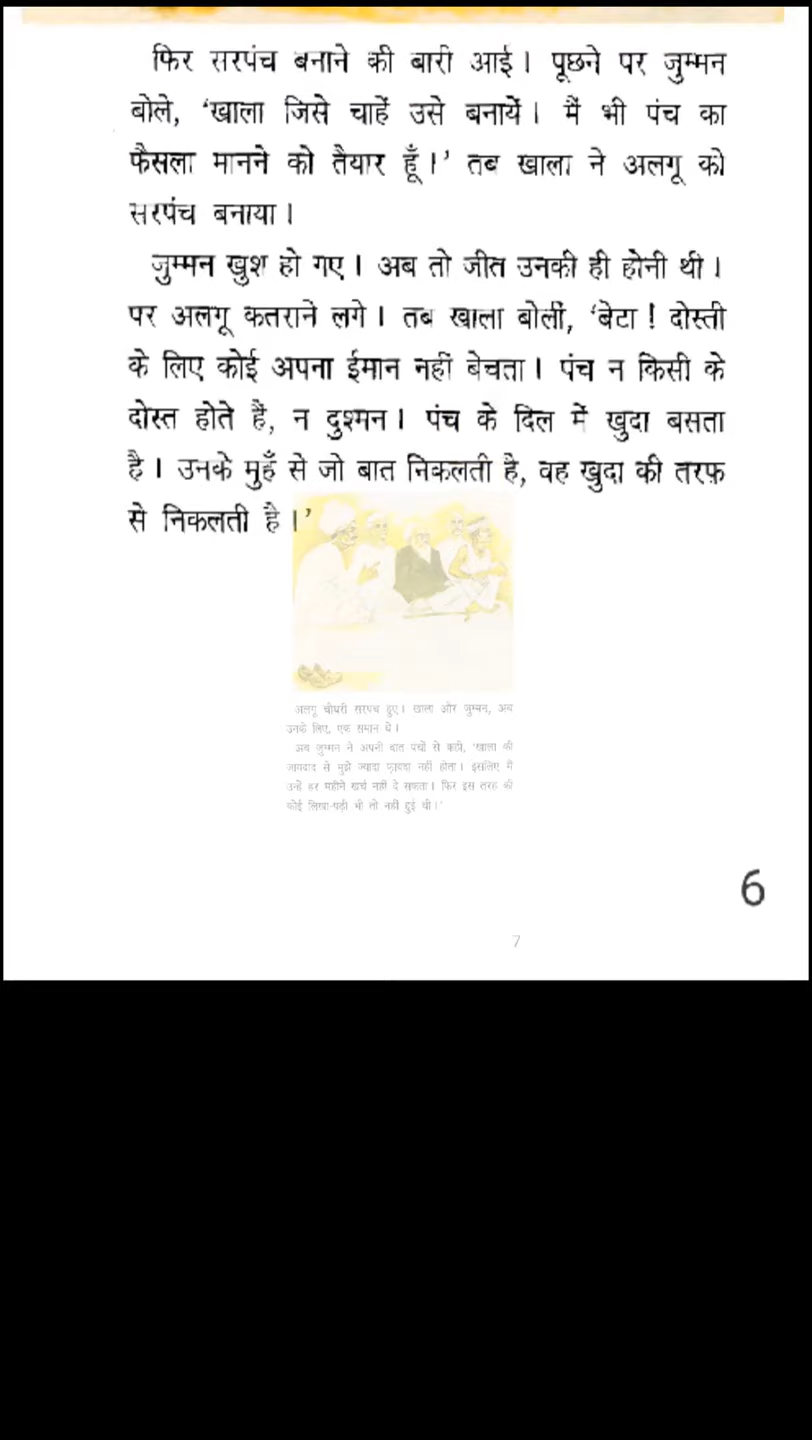 फिर सरपंच बनाने की बारी आई। पूछने पर जुम्मन
बोले, ‘खाला जिसे चाहें उसे बनायें। मैं भी पंच का
फैसला मानने को तैयार हूँ।’ तब खाला ने अलगू को
सरपंच बनाया।
जुम्मन खुश हो गए। अब तो जीत उनकी ही होनी थी।
पर अलगू कतराने लगे। तब खाला बोलीं, ‘बेटा! दोस्ती
के लिए कोई अपना ईमान नहीं बेचता। पंच न किसी के
दोस्त होते हैं, न दुश्मन। पंच के दिल में खुदा बसता
है। उनके मुहँ से जो बात निकलती है, वह खुदा की तरफ़
से निकलती है।’
अलगू चौधरी सरपंच हुए। खाला और जुम्मन, अब
उनके लिए, एक समान थे।
अब जुम्मन ने अपनी बात पंचों से कही, ‘खाला की
जायदाद से मुझे ज्यादा फ़ायदा नहीं होता। इसलिए मैं
उन्हें हर महीने खर्च नहीं दे सकता। फिर इस तरह की
कोई लिखा-पढ़ी भी तो नहीं हुई थी।’
6
7